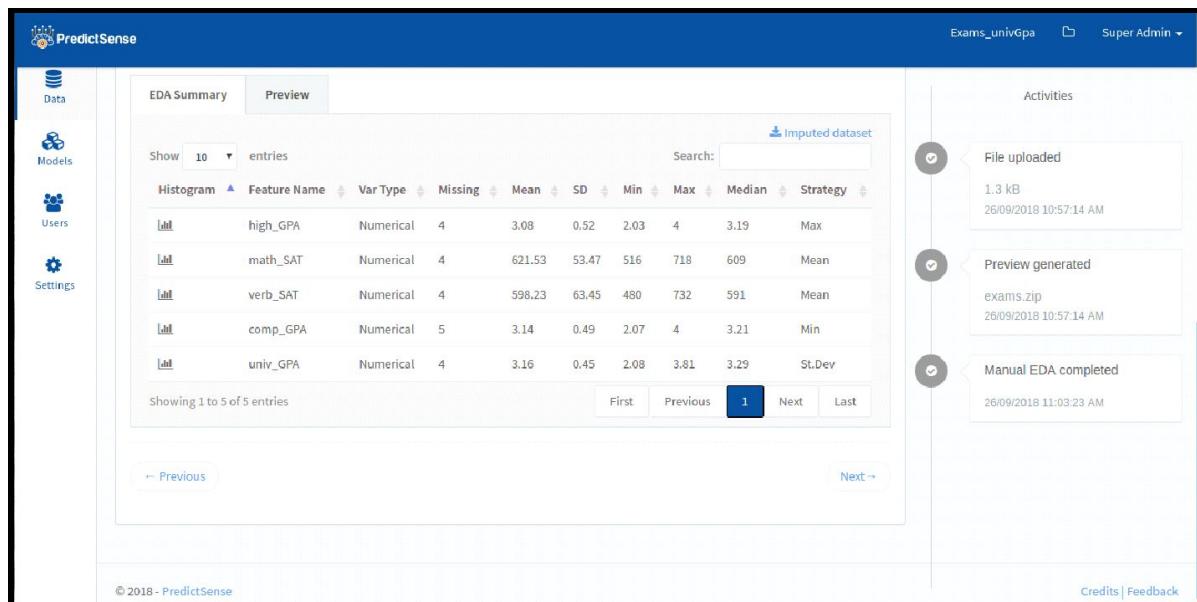 PredictSense
Exams_univGpa Super Admin
Data
Models
Users
Settings
EDA Summary Preview
Imputed dataset
Show 10 entries Search:
Histogram Feature Name Var Type Missing Mean SD Min Max Median Strategy
high_GPA Numerical 4 3.08 0.52 2.03 4 3.19 Max
math_SAT Numerical 4 621.53 53.47 516 718 609 Mean
verb_SAT Numerical 4 598.23 63.45 480 732 591 Mean
comp_GPA Numerical 5 3.14 0.49 2.07 4 3.21 Min
univ_GPA Numerical 4 3.16 0.45 2.08 3.81 3.29 St.Dev
Showing 1 to 5 of 5 entries First Previous 1 Next Last
← Previous Next →
Activities
File uploaded
1.3 kB
26/09/2018 10:57:14 AM
Preview generated
exams.zip
26/09/2018 10:57:14 AM
Manual EDA completed
26/09/2018 11:03:23 AM
© 2018 - PredictSense Credits | Feedback